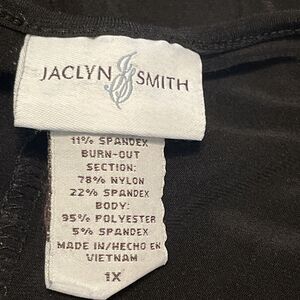 JACLYN JS SMITH
11% SPANDEX
BURN-OUT
SECTION:
78% NYLON
22% SPANDEX
BODY:
95% POLYESTER
5% SPANDEX
MADE IN/HECHO EN
VIETNAM
1X